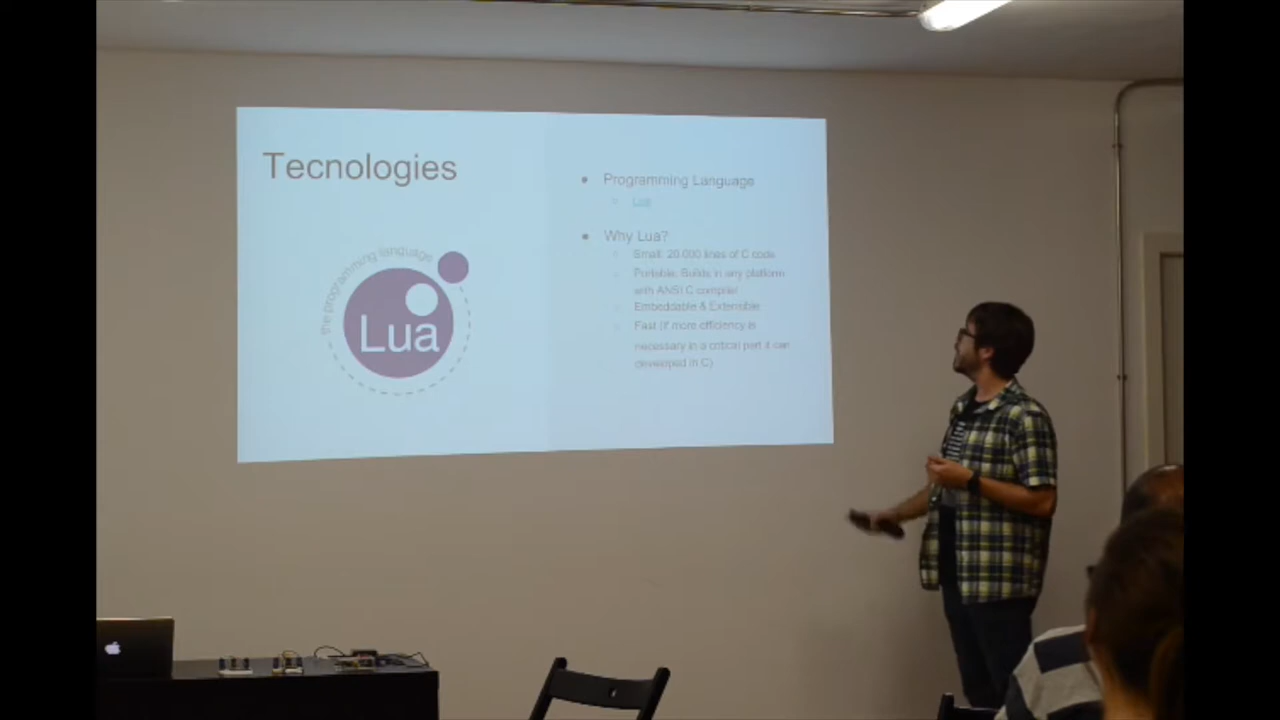 Tecnologies
the programming language
Lua
Programming Language
Lua
Why Lua?
Small: 20.000 lines of C code
Portable: Builds in any platform
with ANSI C compiler
Embeddable & Extensible
Fast (if more efficiency is
necessary in a critical part it can
developed in C)